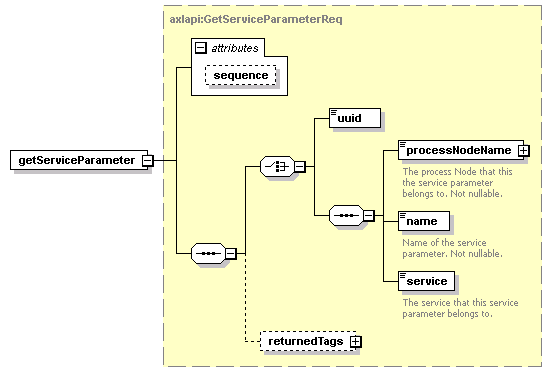 axlapi:GetServiceParameterReq
attributes
sequence
uuid
getServiceParameter
processNodeName
The process Node that this
the service parameter
belongs to. Not nullable.
name
Name of the service
parameter. Not nullable.
service
The service that this service
parameter belongs to.
returnedTags